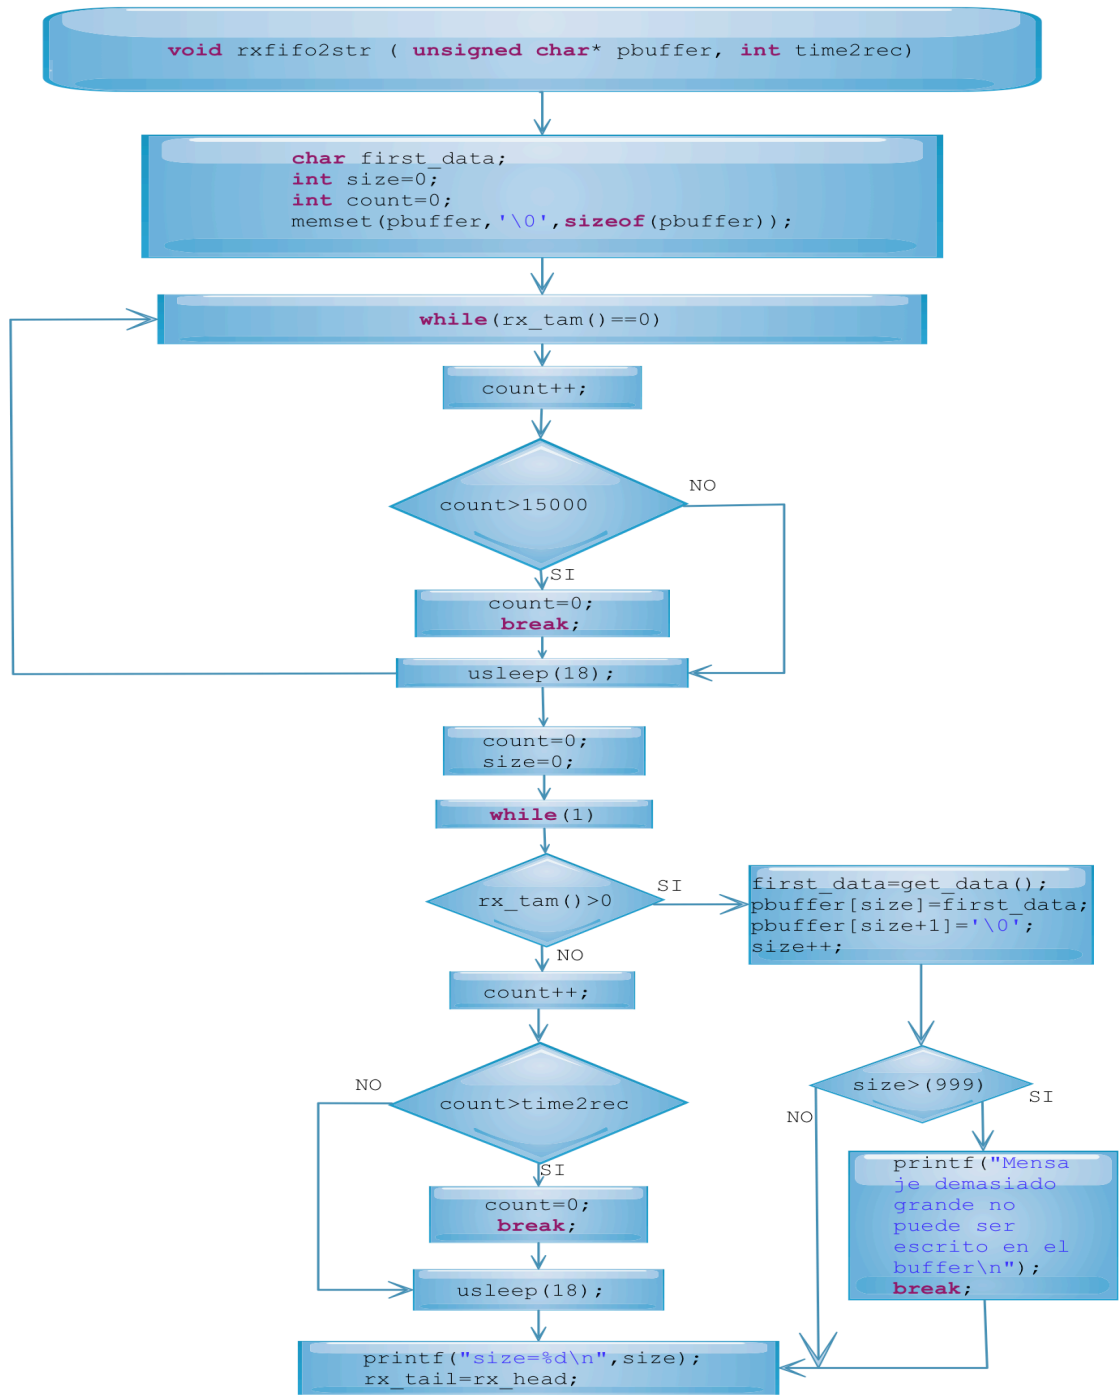 void rxfifo2str ( unsigned char* pbuffer, int time2rec)
char first_data;
int size=0;
int count=0;
memset(pbuffer,'\0',sizeof(pbuffer));
while(rx_tam()==0)
count++;
count>15000
NO
SI
count=0;
break;
usleep(18);
count=0;
size=0;
while(1)
rx_tam()>0
SI
first_data=get_data();
pbuffer[size]=first_data;
pbuffer[size+1]='\0';
size++;
NO
count++;
count>time2rec
NO
SI
count=0;
break;
usleep(18);
size>(999)
SI
NO
printf("Mensa
je demasiado
grande no
puede ser
escrito en el
buffer\n");
break;
printf("size=%d\n",size);
rx_tail=rx_head;